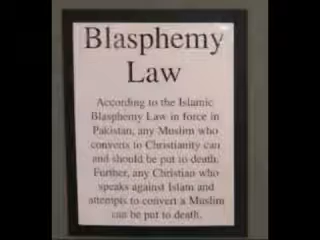 Blasphemy
Law
According to the Islamic
Blasphemy Law in force in
Pakistan, any Muslim who
converts to Christianity can
and should be put to death.
Further, any Christian who
speaks against Islam and
attempts to convert a Muslim
can be put to death.